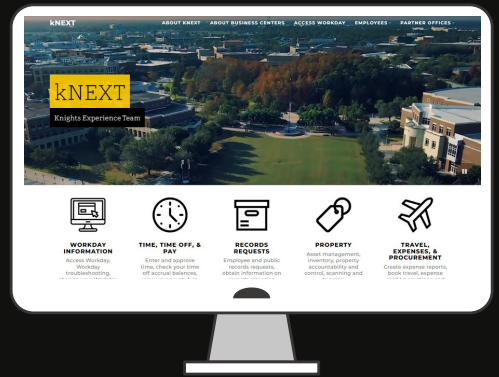 kNEXT
ABOUT KNEXT ABOUT BUSINESS CENTERS ACCESS WORKDAY EMPLOYEES PARTNER OFFICES
kNEXT
Knights Experience Team
WORKDAY
INFORMATION
Access Workday,
Workday
troubleshooting,
TIME, TIME OFF, &
PAY
Enter and approve
time, check your time
off accrual balances,
RECORDS
REQUESTS
Employee and public
records requests,
obtain information on
PROPERTY
Asset management,
inventory, property
accountability and
control, scanning and
TRAVEL,
EXPENSES, &
PROCUREMENT
Create expense reports,
book travel, expense